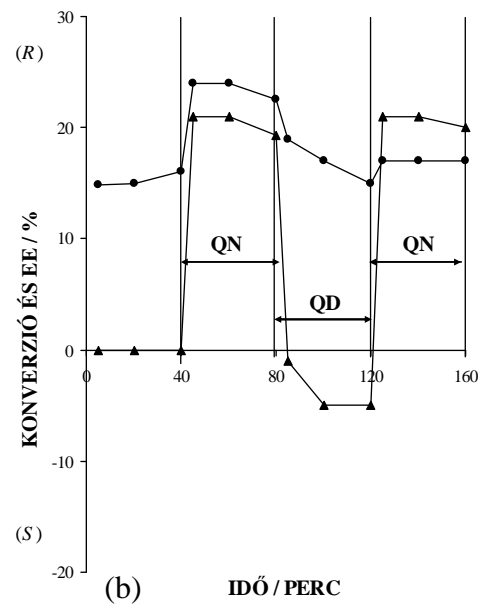 30
(R)
20
QN
QN
10
QD
0
0
40
80
120
160
KONVERZIÓ ÉS EE / %
-10
(S)
-20
(b)
IDŐ / PERC